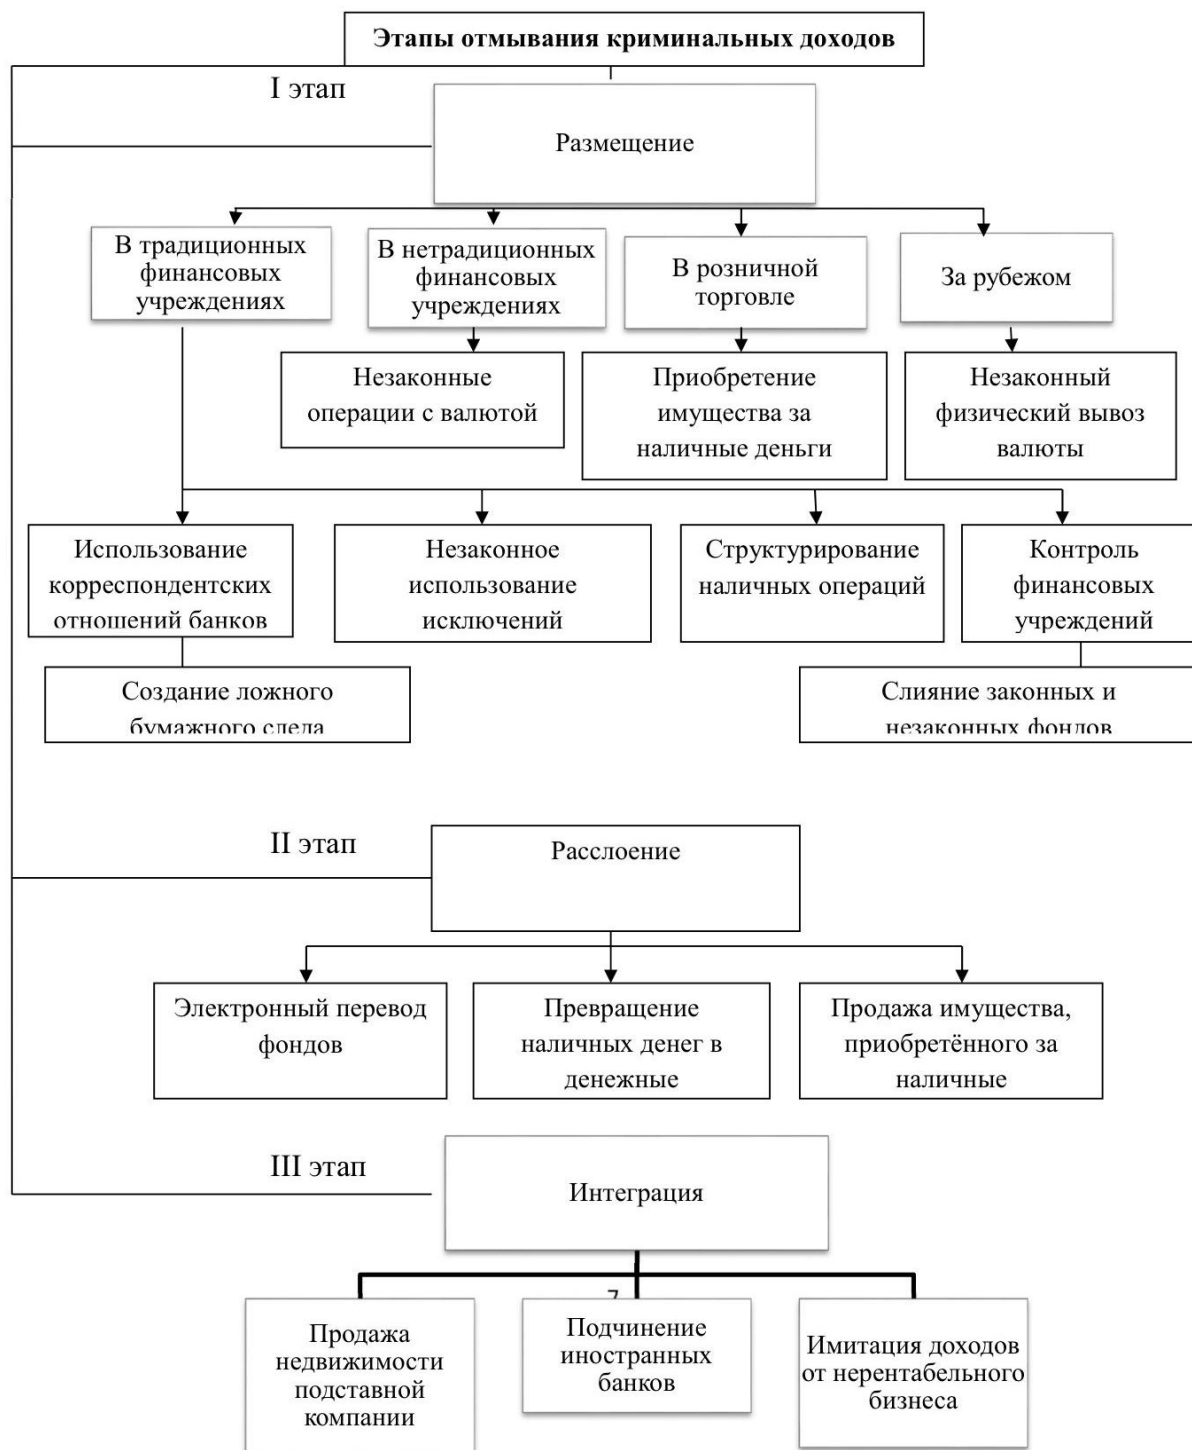 Этапы отмывания криминальных доходов
I этап
Размещение
В традиционных
финансовых
учреждениях
В нетрадиционных
финансовых
учреждениях
В розничной
торговле
За рубежом
Незаконные
операции с валютой
Приобретение
имущества за
наличные деньги
Незаконный
физический вывоз
валюты
Использование
корреспондентских
отношений банков
Незаконное
использование
исключений
Структурирование
наличных операций
Контроль
финансовых
учреждений
Создание ложного
бумажного следа
Слияние законных и
незаконных фондов
II этап
Расслоение
Электронный перевод
фондов
Превращение
наличных денег в
денежные
Продажа имущества,
приобретённого за
наличные
III этап
Интеграция
7
Продажа
недвижимости
подставной
компании
Подчинение
иностранных
банков
Имитация доходов
от нерентабельного
бизнеса